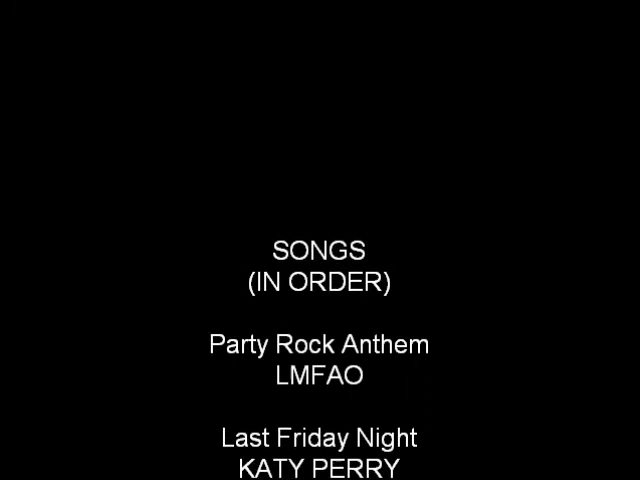 SONGS
(IN ORDER)
Party Rock Anthem
LMFAO
Last Friday Night
KATY PERRY